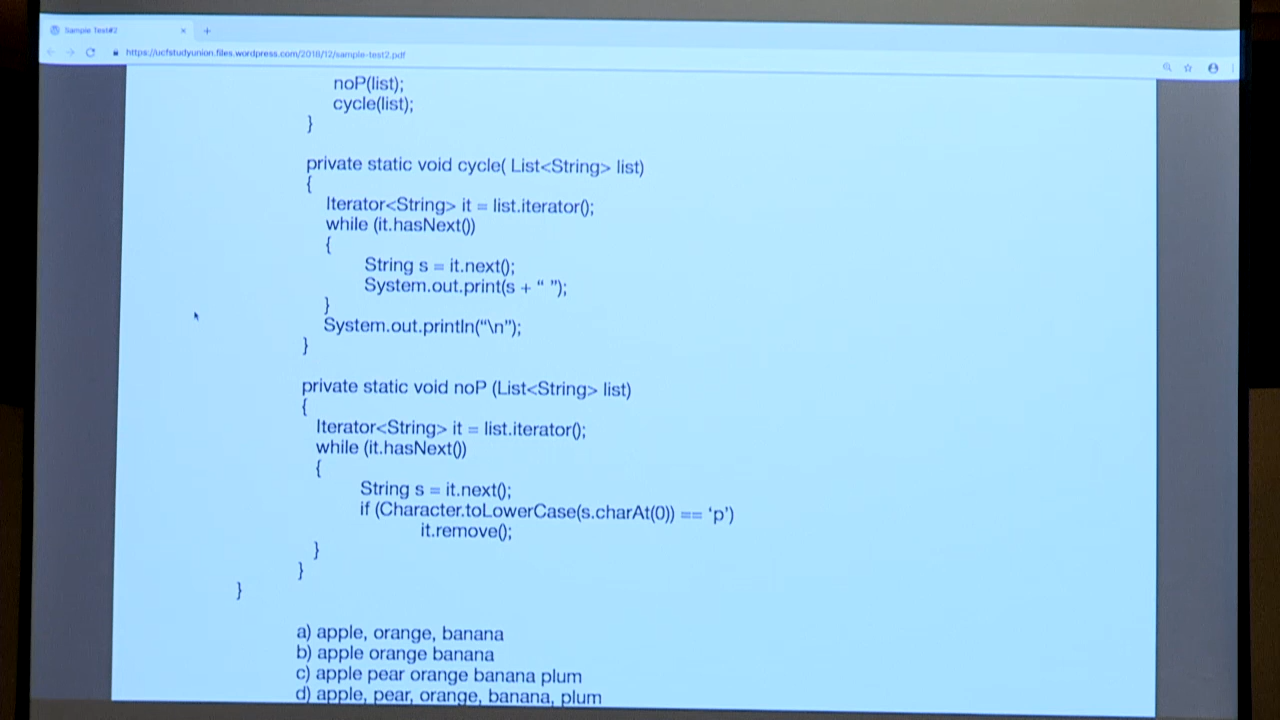 Sample Test#2
https://ucfstudyunion.files.wordpress.com/2018/12/sample-test2.pdf
noP(list);
cycle(list);
}
private static void cycle( List<String> list)
{
Iterator<String> it = list.iterator();
while (it.hasNext())
{
String s = it.next();
System.out.print(s + “ ”);
}
System.out.println(“\n”);
}
private static void noP (List<String> list)
{
Iterator<String> it = list.iterator();
while (it.hasNext())
{
String s = it.next();
if (Character.toLowerCase(s.charAt(0)) == ‘p’)
it.remove();
}
}
}
a) apple, orange, banana
b) apple orange banana
c) apple pear orange banana plum
d) apple, pear, orange, banana, plum